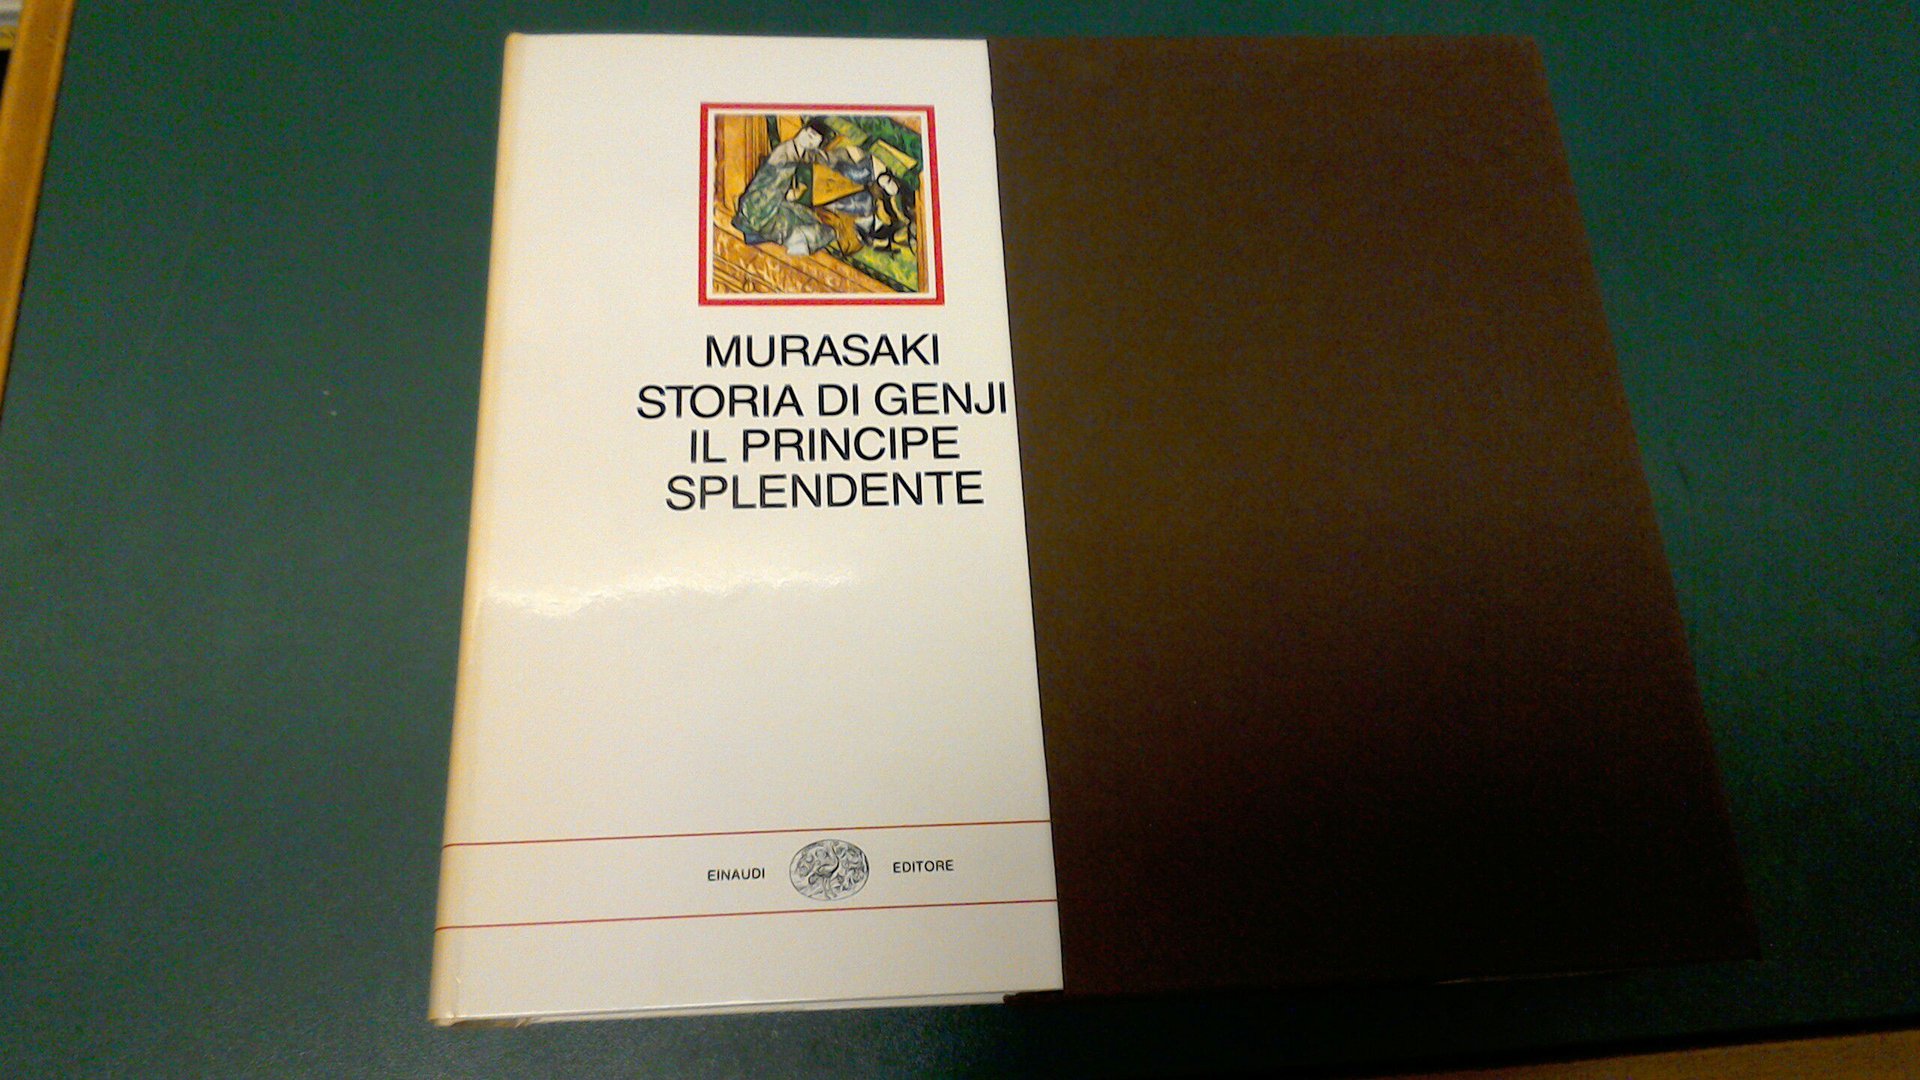 MURASAKI
STORIA DI GENJI
IL PRINCIPE
SPLENDENTE
EINAUDI EDITORE